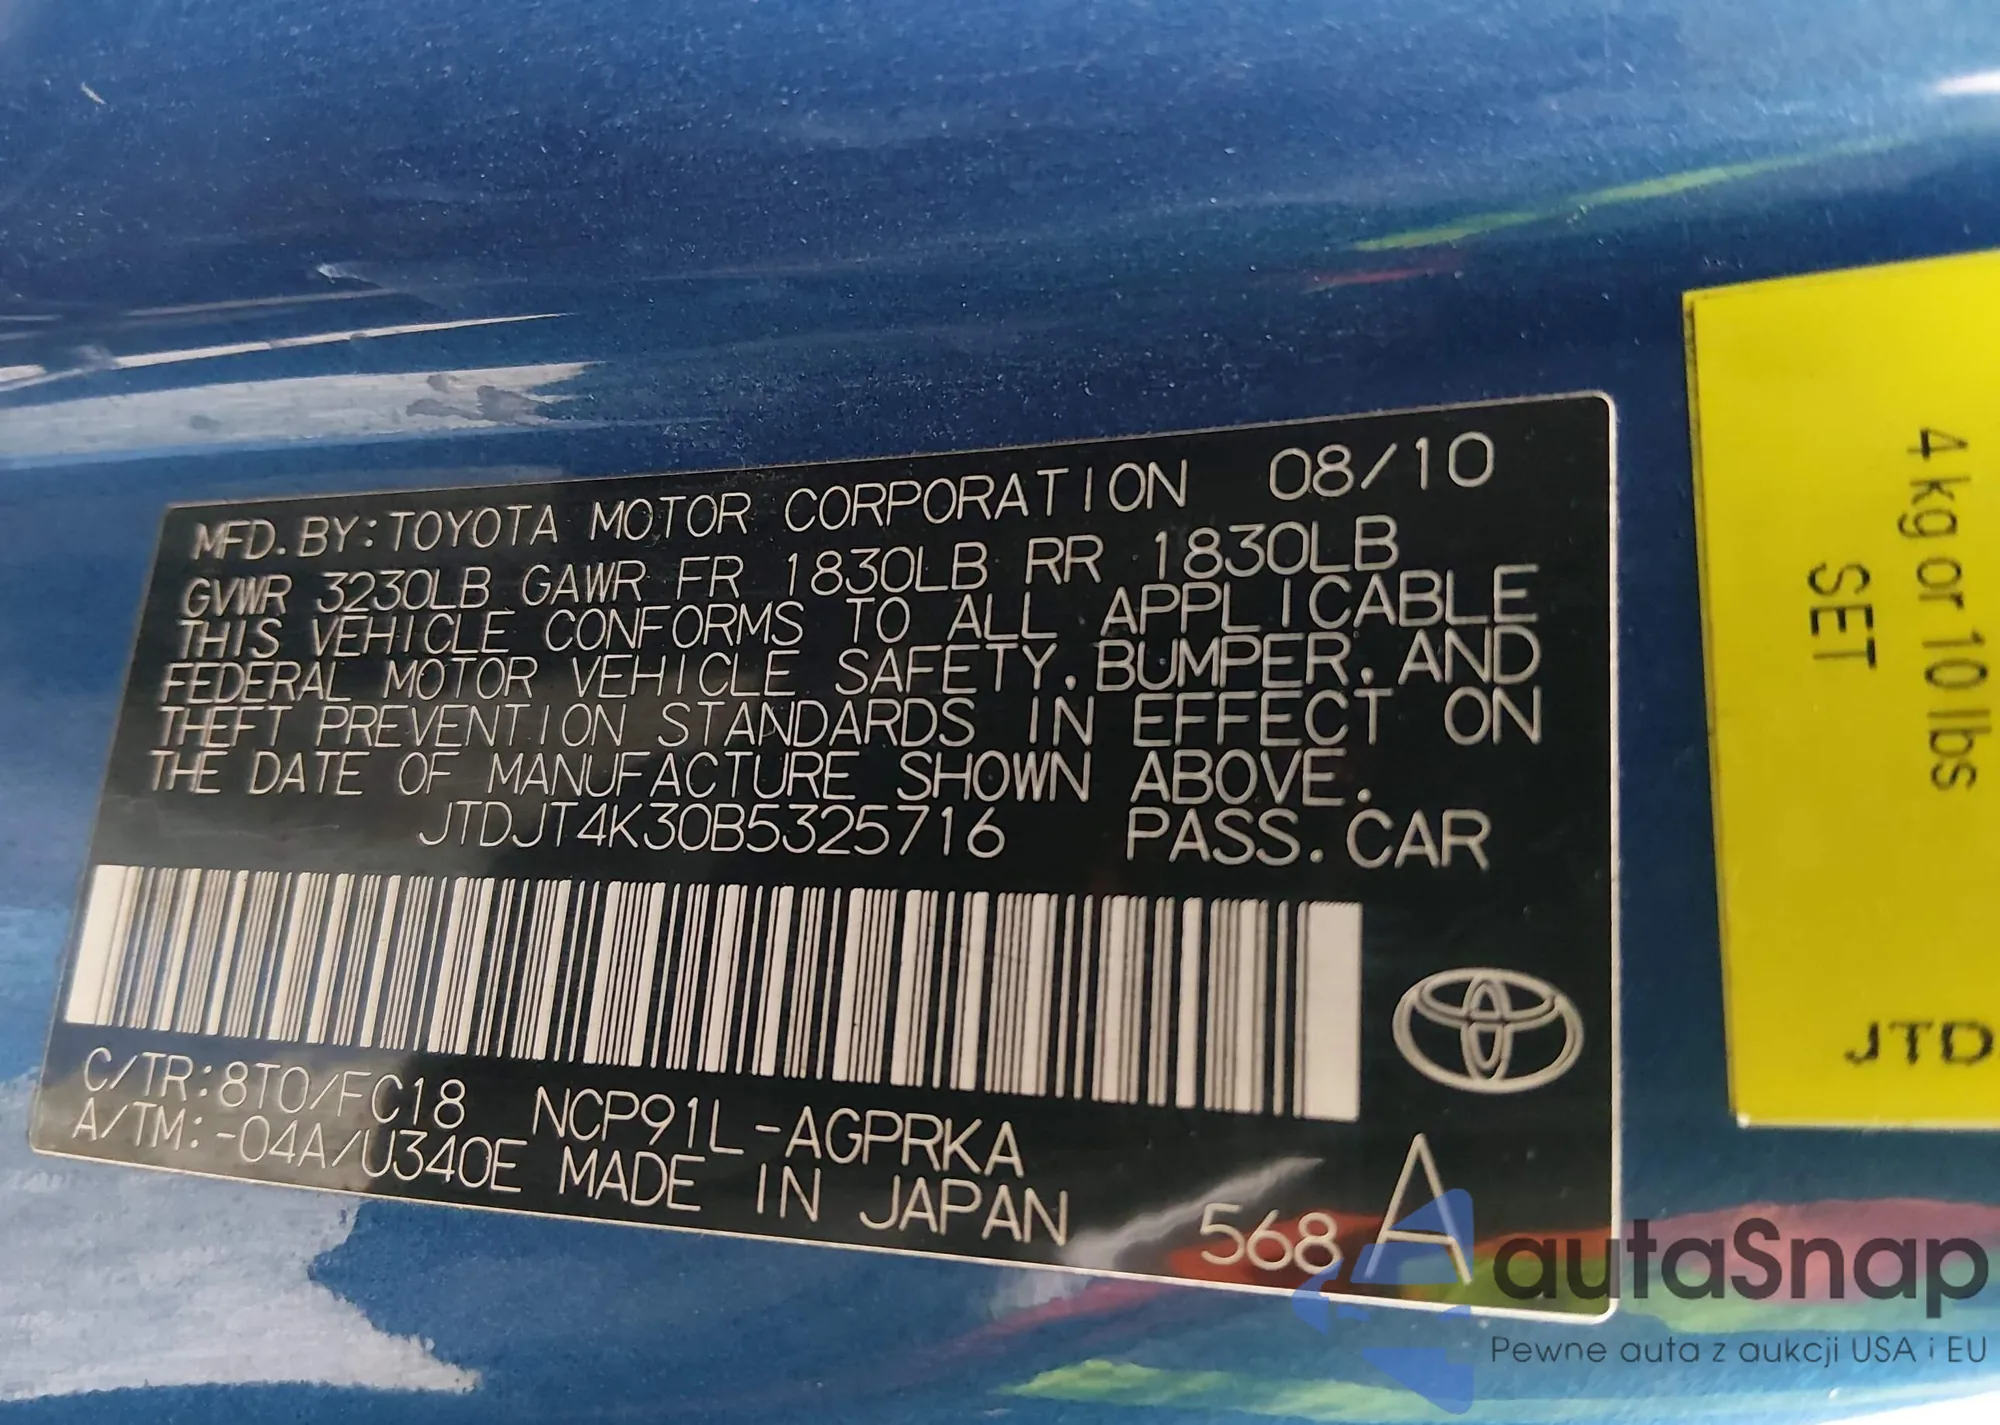 MFD. BY: TOYOTA MOTOR CORPORATION 08/10
GVWR 3230LB GAWR FR 1830LB RR 1830LB
THIS VEHICLE CONFORMS TO ALL APPLICABLE
FEDERAL MOTOR VEHICLE SAFETY, BUMPER, AND
THEFT PREVENTION STANDARDS IN EFFECT ON
THE DATE OF MANUFACTURE SHOWN ABOVE.
JTDJT4K30B5325716 PASS. CAR
C/TR: 8T0/FC18 NCP91L-AGPRKA
A/TM: -04A/U340E MADE IN JAPAN
568 A
4 kg or 10 lbs
SET
JTD
autaSnap
Pewne auta z aukcji USA i EU